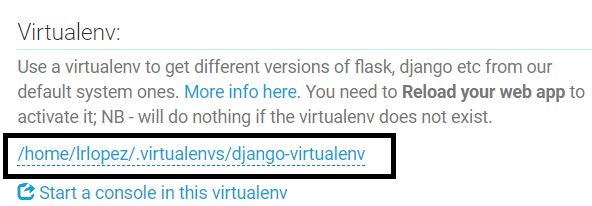 Virtualenv:
Use a virtualenv to get different versions of flask, django etc from our
default system ones. More info here. You need to Reload your web app to
activate it; NB - will do nothing if the virtualenv does not exist.
/home/lrlopez/.virtualenvs/django-virtualenv
Start a console in this virtualenv